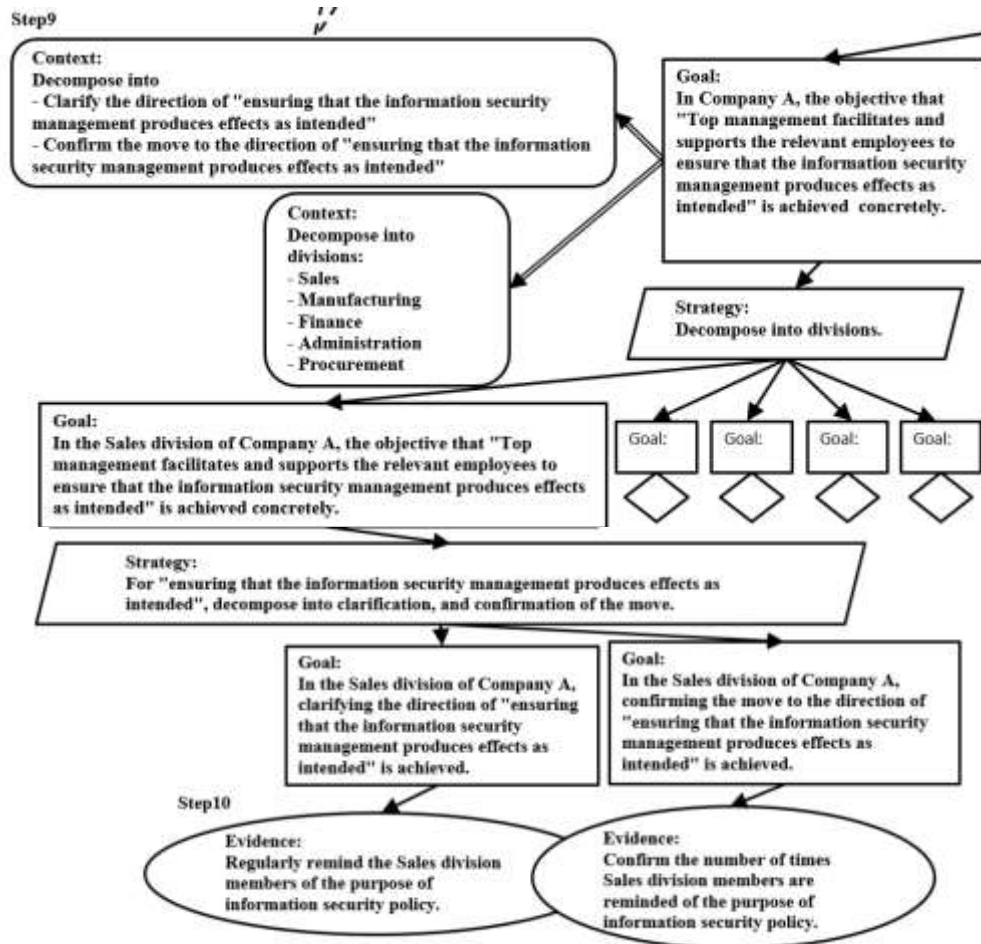 Step9
Context:
Decompose into
- Clarify the direction of "ensuring that the information security
management produces effects as intended"
- Confirm the move to the direction of "ensuring that the information
security management produces effects as intended"
Goal:
In Company A, the objective that
"Top management facilitates and
supports the relevant employees to
ensure that the information security
management produces effects as
intended" is achieved concretely.
Context:
Decompose into
divisions:
- Sales
- Manufacturing
- Finance
- Administration
- Procurement
Strategy:
Decompose into divisions.
Goal:
In the Sales division of Company A, the objective that "Top
management facilitates and supports the relevant employees to
ensure that the information security management produces effects
as intended" is achieved concretely.
Goal:
Goal:
Goal:
Goal:
Strategy:
For "ensuring that the information security management produces effects as
intended", decompose into clarification, and confirmation of the move.
Goal:
In the Sales division of Company A,
clarifying the direction of "ensuring
that the information security
management produces effects as
intended" is achieved.
Goal:
In the Sales division of Company A,
confirming the move to the direction of
"ensuring that the information security
management produces effects as
intended" is achieved.
Step10
Evidence:
Regularly remind the Sales division
members of the purpose of
information security policy.
Evidence:
Confirm the number of times
Sales division members are
reminded of the purpose of
information security policy.